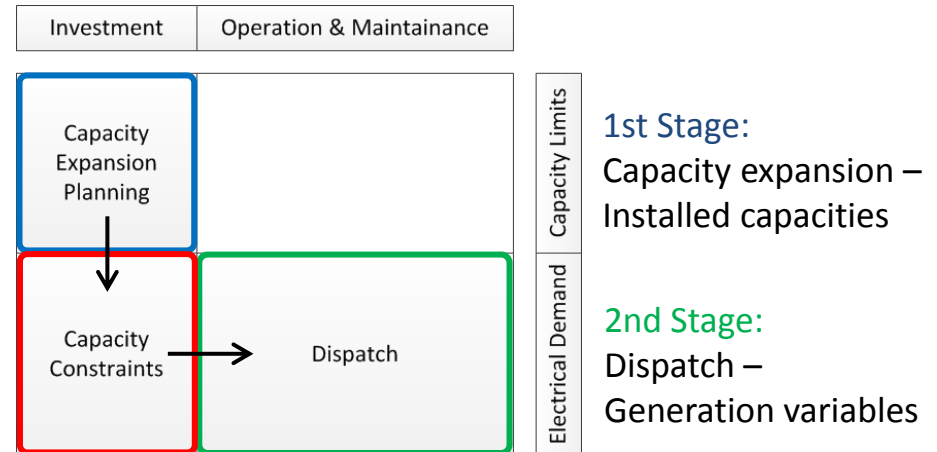 Investment
Operation & Maintainance
Capacity
Expansion
Planning
Capacity Limits
1st Stage:
Capacity expansion –
Installed capacities
Capacity
Constraints
Dispatch
Electrical Demand
2nd Stage:
Dispatch –
Generation variables